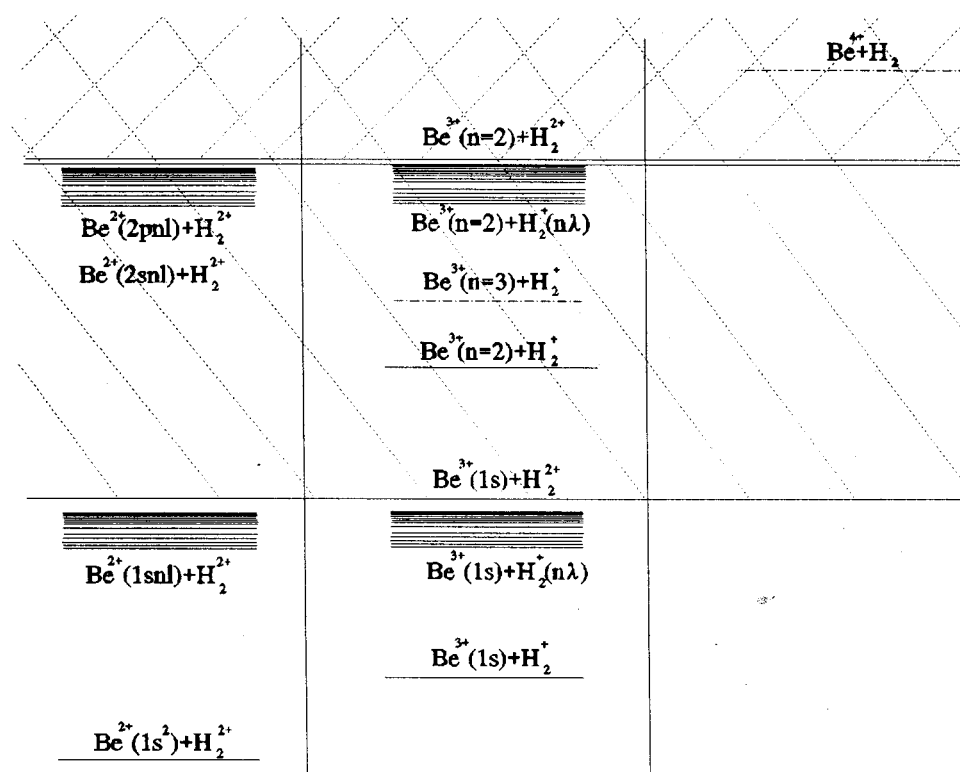 Be⁴⁺+H₂
Be³⁺(n=2)+H₂²⁺
Be²⁺(2pnl)+H₂²⁺
Be³⁺(n=2)+H₂⁺(nλ)
Be²⁺(2snl)+H₂²⁺
Be³⁺(n=3)+H₂⁺
Be³⁺(n=2)+H₂⁺
Be³⁺(1s)+H₂²⁺
Be²⁺(1snl)+H₂²⁺
Be³⁺(1s)+H₂⁺(nλ)
Be³⁺(1s)+H₂⁺
Be²⁺(1s²)+H₂²⁺